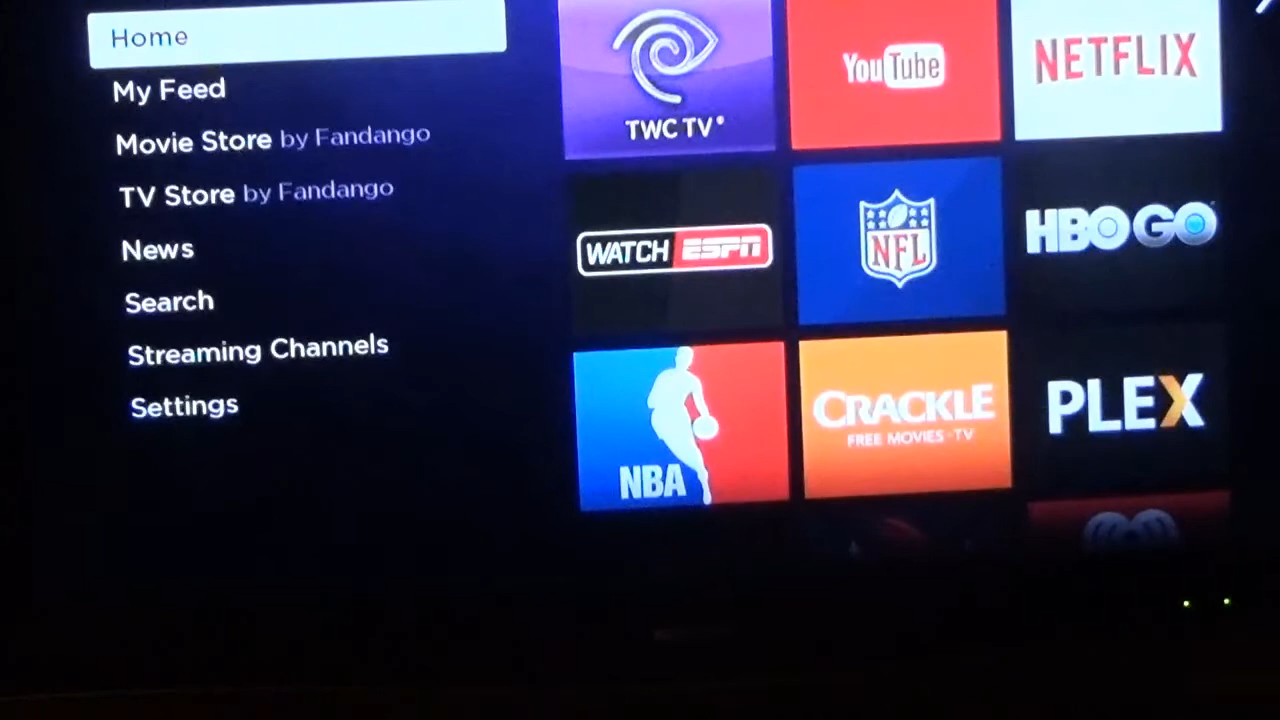 Home
My Feed
Movie Store by Fandango
TV Store by Fandango
News
Search
Streaming Channels
Settings
TWC TV
YouTube
NETFLIX
WATCH ESPN
NFL
HBO GO
NBA
CRACKLE
FREE MOVIES · TV
PLEX